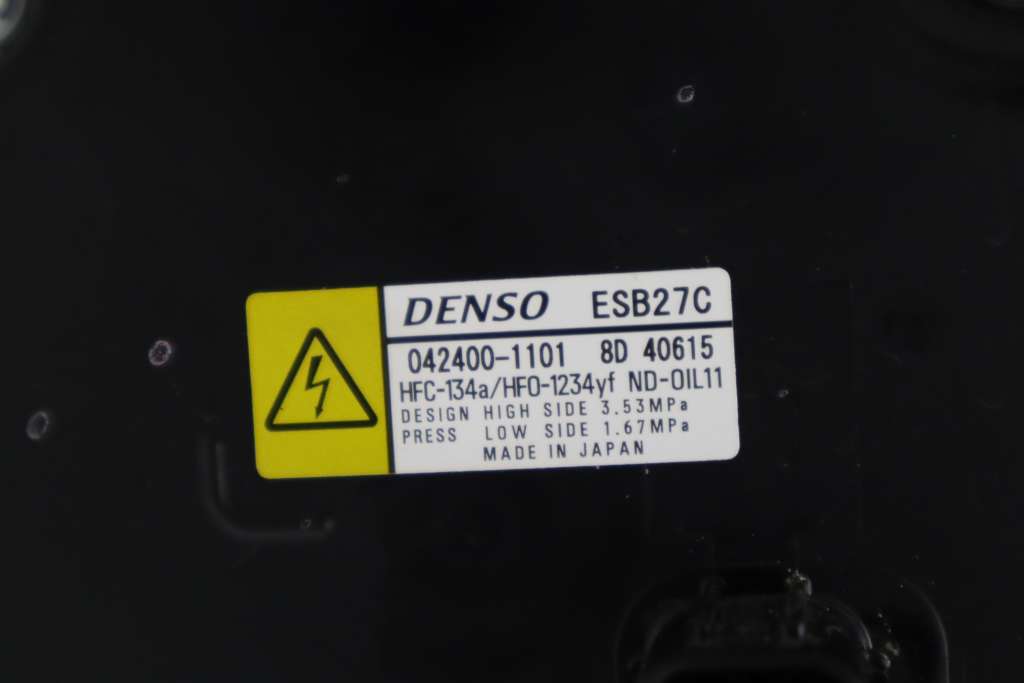 DENSO ESB27C
042400-1101 8D 40615
HFC-134a/HFO-1234yf ND-OIL11
DESIGN HIGH SIDE 3.53MPa
PRESS LOW SIDE 1.67MPa
MADE IN JAPAN